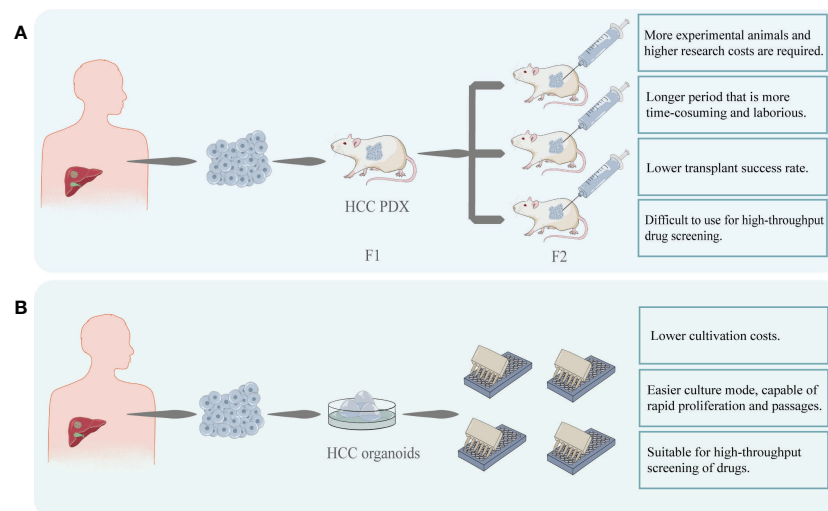 A
More experimental animals and
higher research costs are required.
Longer period that is more
time-cosuming and laborious.
Lower transplant success rate.
Difficult to use for high-throughput
drug screening.
HCC PDX
F1
F2
B
Lower cultivation costs.
Easier culture mode, capable of
rapid proliferation and passages.
Suitable for high-throughput
screening of drugs.
HCC organoids